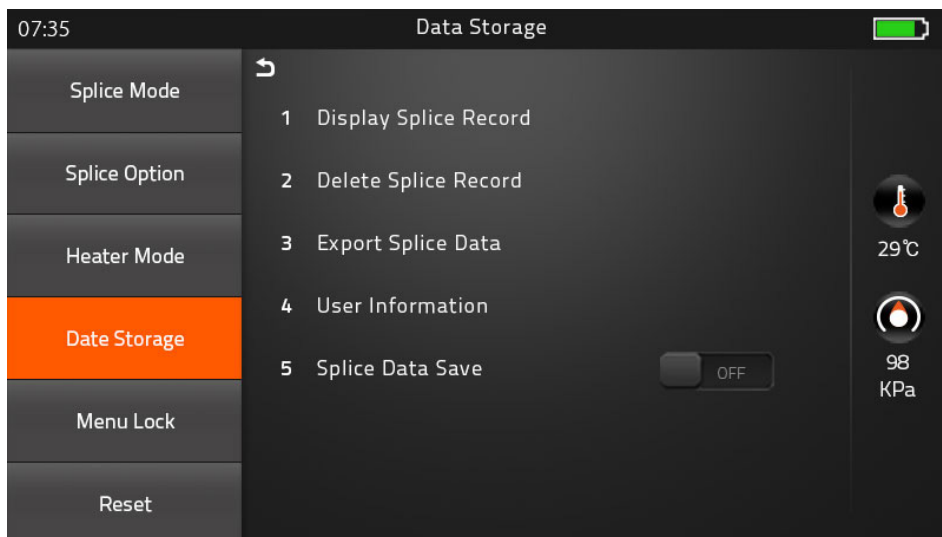 07:35 Data Storage
Splice Mode
Splice Option
Heater Mode
Date Storage
Menu Lock
Reset
1 Display Splice Record
2 Delete Splice Record
3 Export Splice Data
4 User Information
5 Splice Data Save OFF
29℃
98
KPa